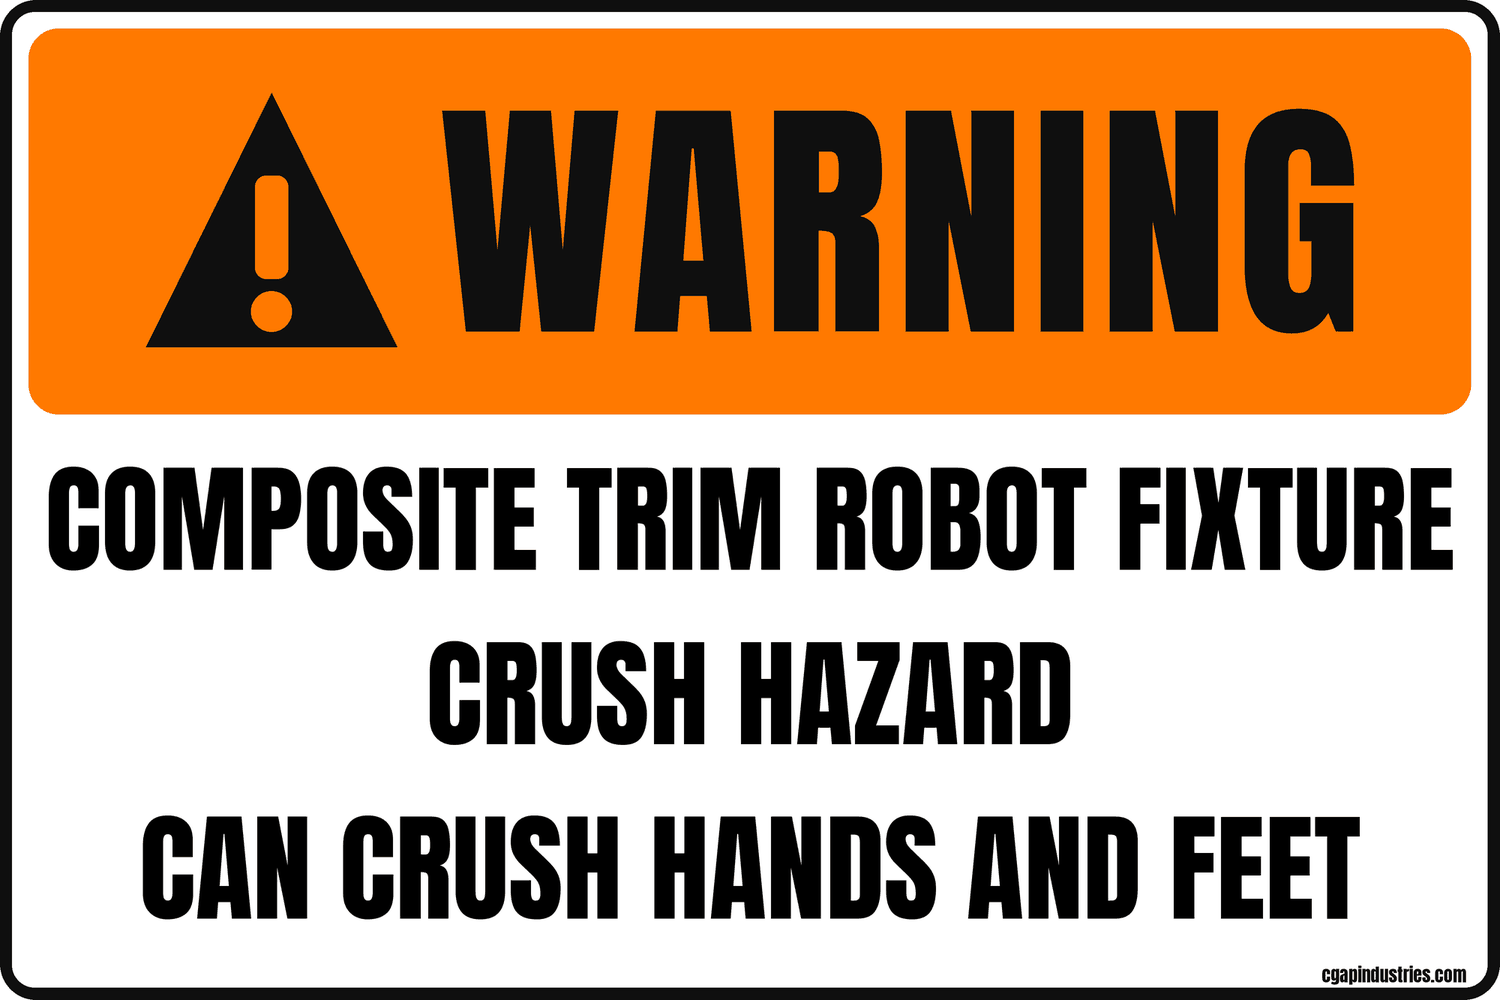 WARNING
COMPOSITE TRIM ROBOT FIXTURE
CRUSH HAZARD
CAN CRUSH HANDS AND FEET
cgapindustries.com